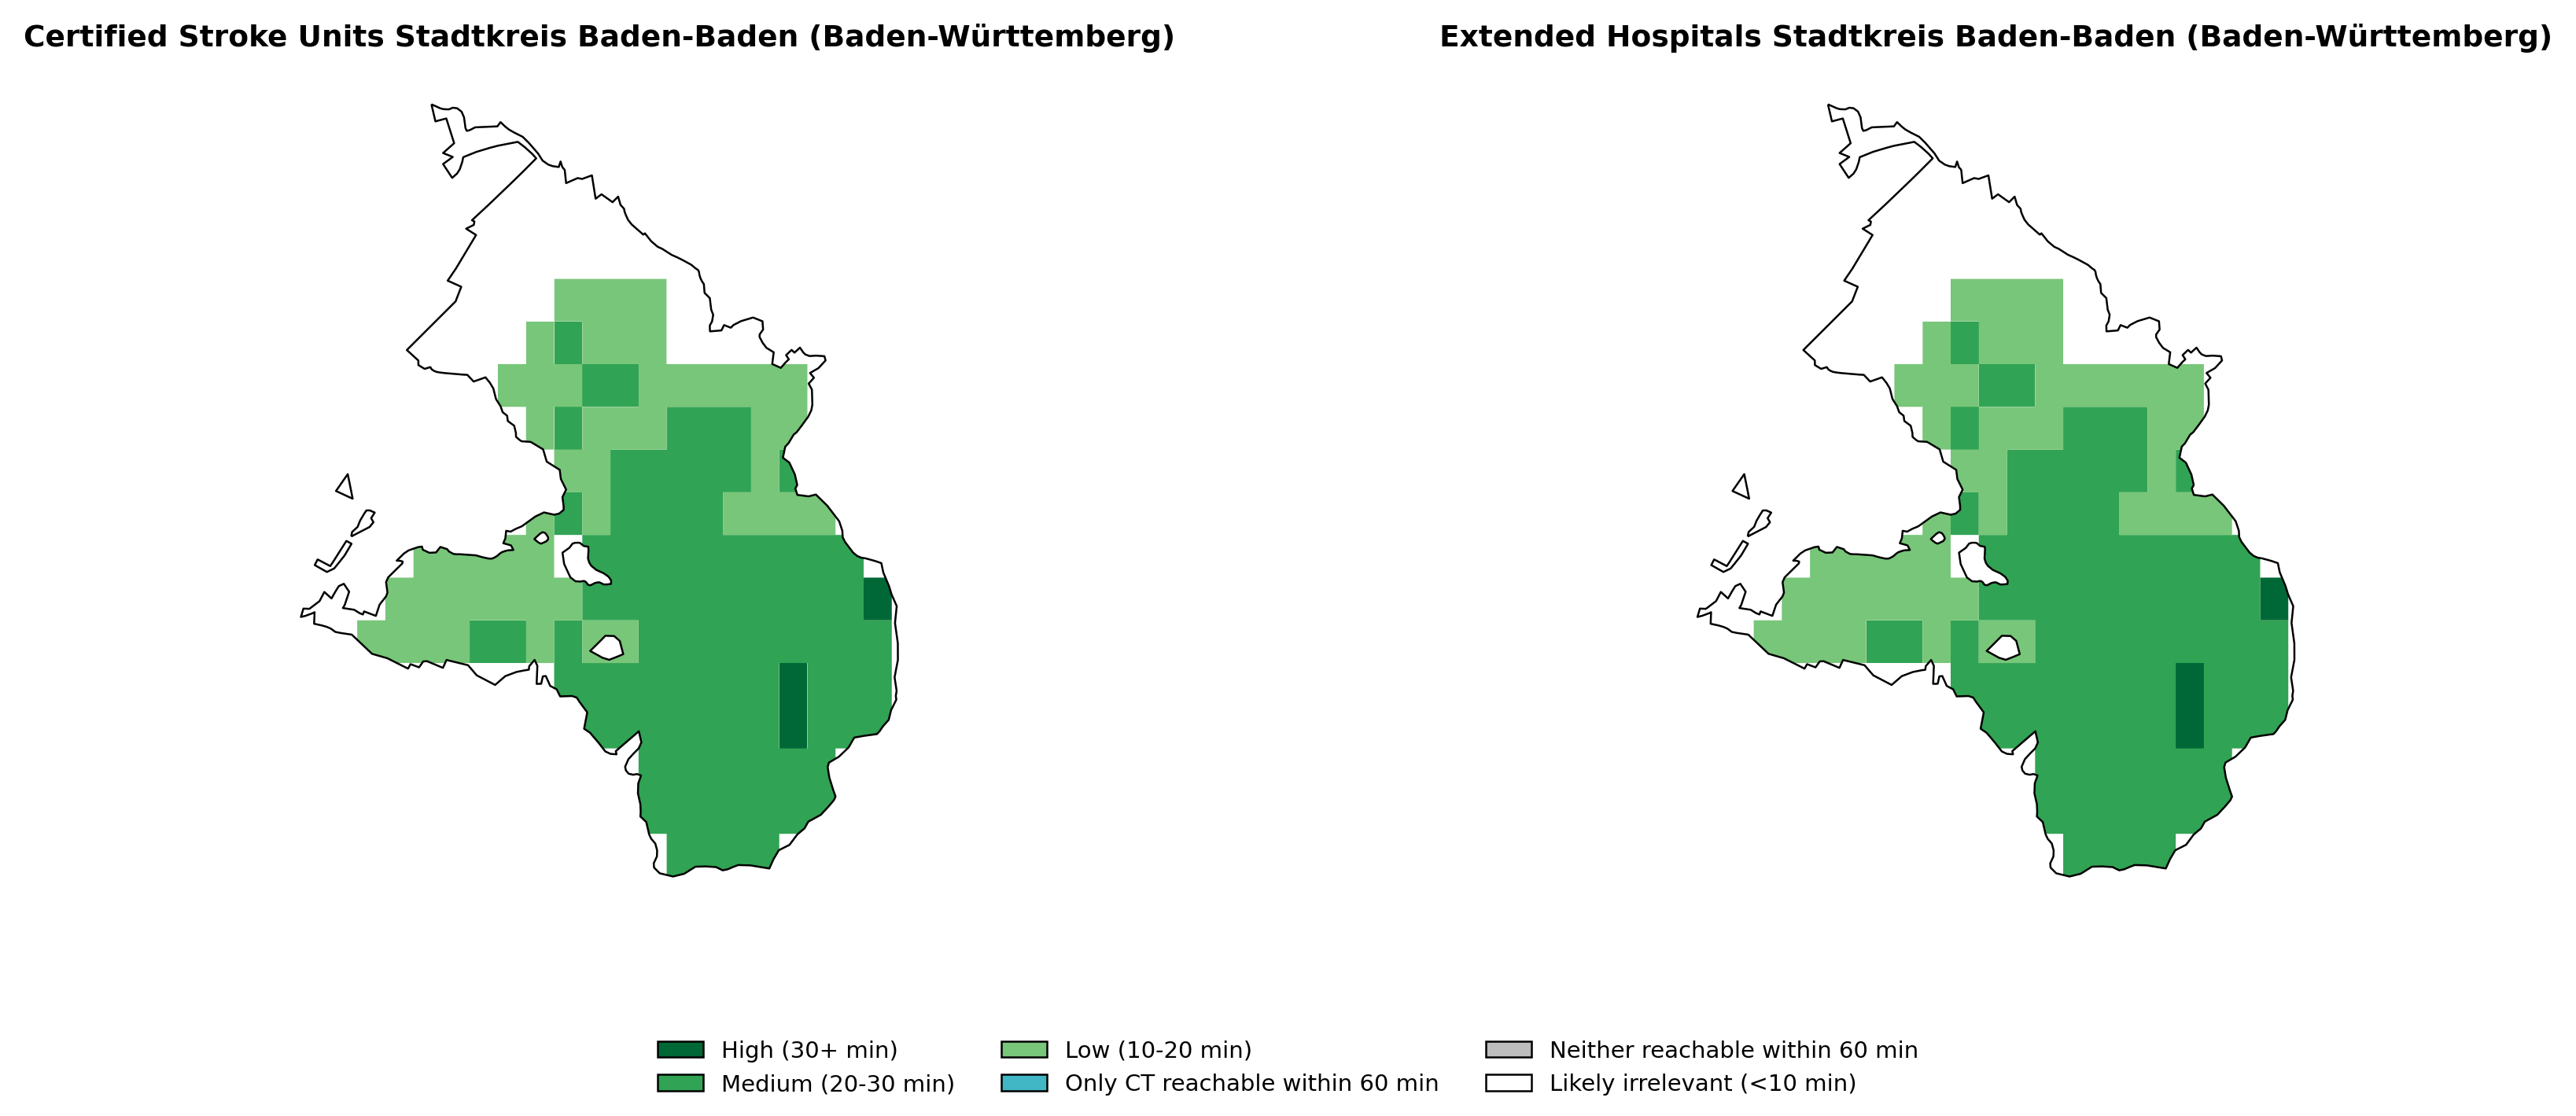 Certified Stroke Units Stadtkreis Baden-Baden (Baden-Württemberg)
Extended Hospitals Stadtkreis Baden-Baden (Baden-Württemberg)
High (30+ min)
Medium (20-30 min)
Low (10-20 min)
Only CT reachable within 60 min
Neither reachable within 60 min
Likely irrelevant (<10 min)